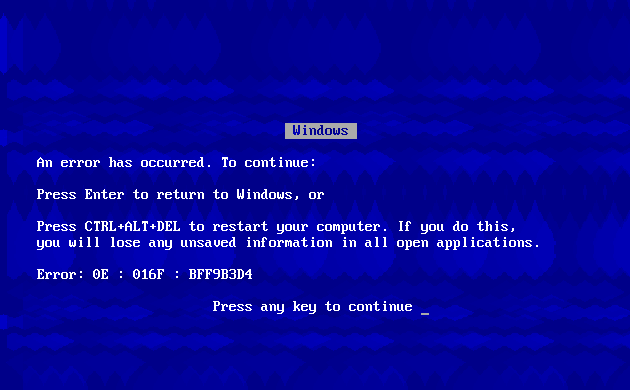 Windows
An error has occurred. To continue:
Press Enter to return to Windows, or
Press CTRL+ALT+DEL to restart your computer. If you do this,
you will lose any unsaved information in all open applications.
Error: 0E : 016F : BFF9B3D4
Press any key to continue _